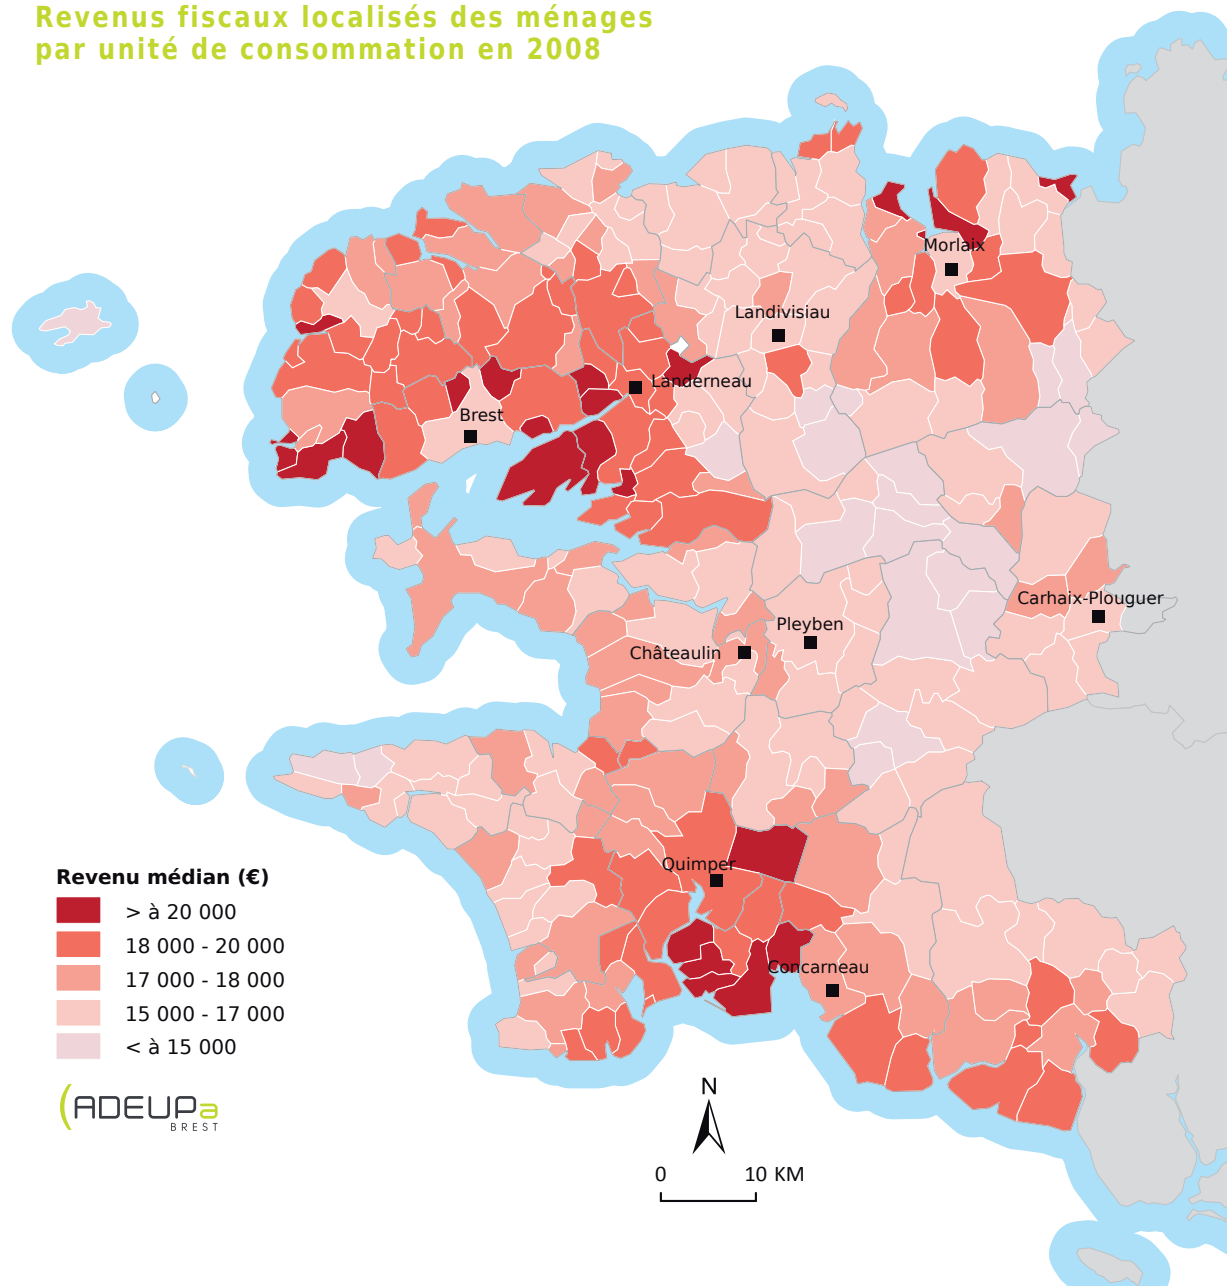 Revenus fiscaux localisés des ménages
par unité de consommation en 2008
Morlaix
Landivisiau
Landerneau
Brest
Carhaix-Plouguer
Pleyben
Châteaulin
Quimper
Concarneau
Revenu médian (€)
> à 20 000
18 000 - 20 000
17 000 - 18 000
15 000 - 17 000
< à 15 000
ADEUPa
BREST
N
0 10 KM